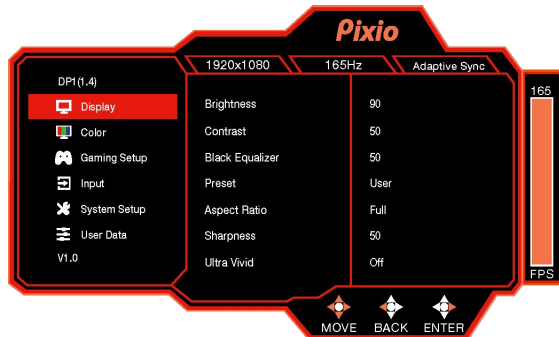 Pixio
1920x1080 165Hz Adaptive Sync
DP1(1.4)
165
Display
Color
Gaming Setup
Input
System Setup
User Data
V1.0
Brightness 90
Contrast 50
Black Equalizer 50
Preset User
Aspect Ratio Full
Sharpness 50
Ultra Vivid Off
FPS
MOVE BACK ENTER